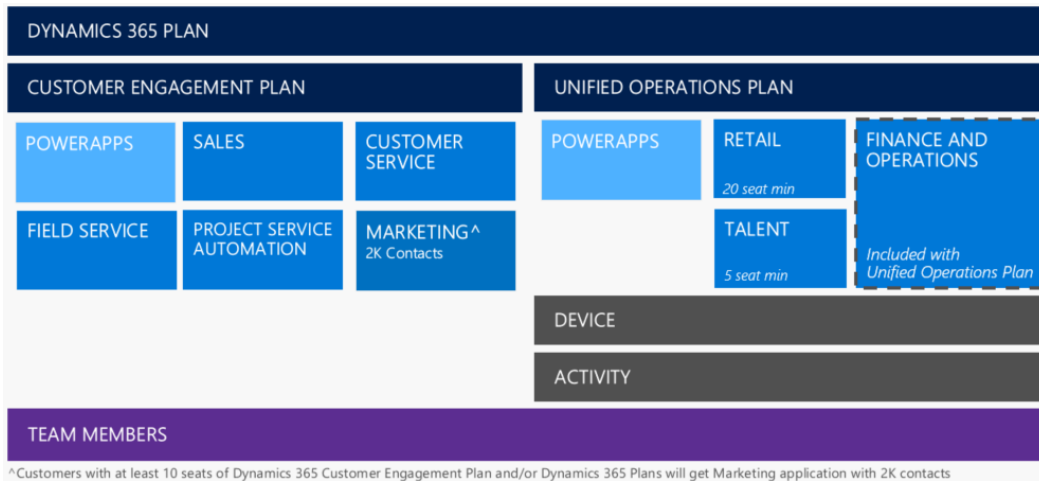 DYNAMICS 365 PLAN
CUSTOMER ENGAGEMENT PLAN
POWERAPPS
SALES
CUSTOMER
SERVICE
FIELD SERVICE
PROJECT SERVICE
AUTOMATION
MARKETING^
2K Contacts
UNIFIED OPERATIONS PLAN
POWERAPPS
RETAIL
20 seat min
TALENT
5 seat min
FINANCE AND
OPERATIONS
Included with
Unified Operations Plan
DEVICE
ACTIVITY
TEAM MEMBERS
^Customers with at least 10 seats of Dynamics 365 Customer Engagement Plan and/or Dynamics 365 Plans will get Marketing application with 2K contacts